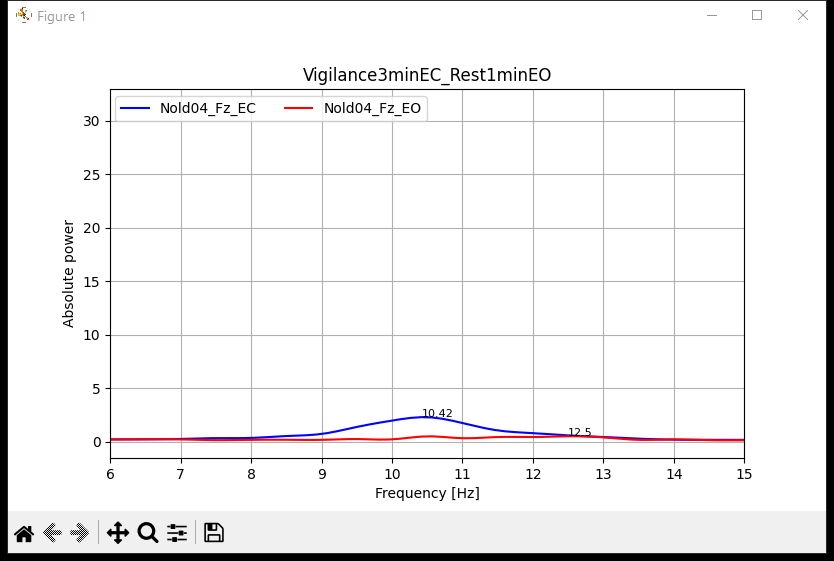 Figure 1
Vigilance3minEC_Rest1minEO
Nold04_Fz_EC Nold04_Fz_EO
30
25
20
15
10
5
0
Absolute power
10.42
12.5
6 7 8 9 10 11 12 13 14 15
Frequency [Hz]